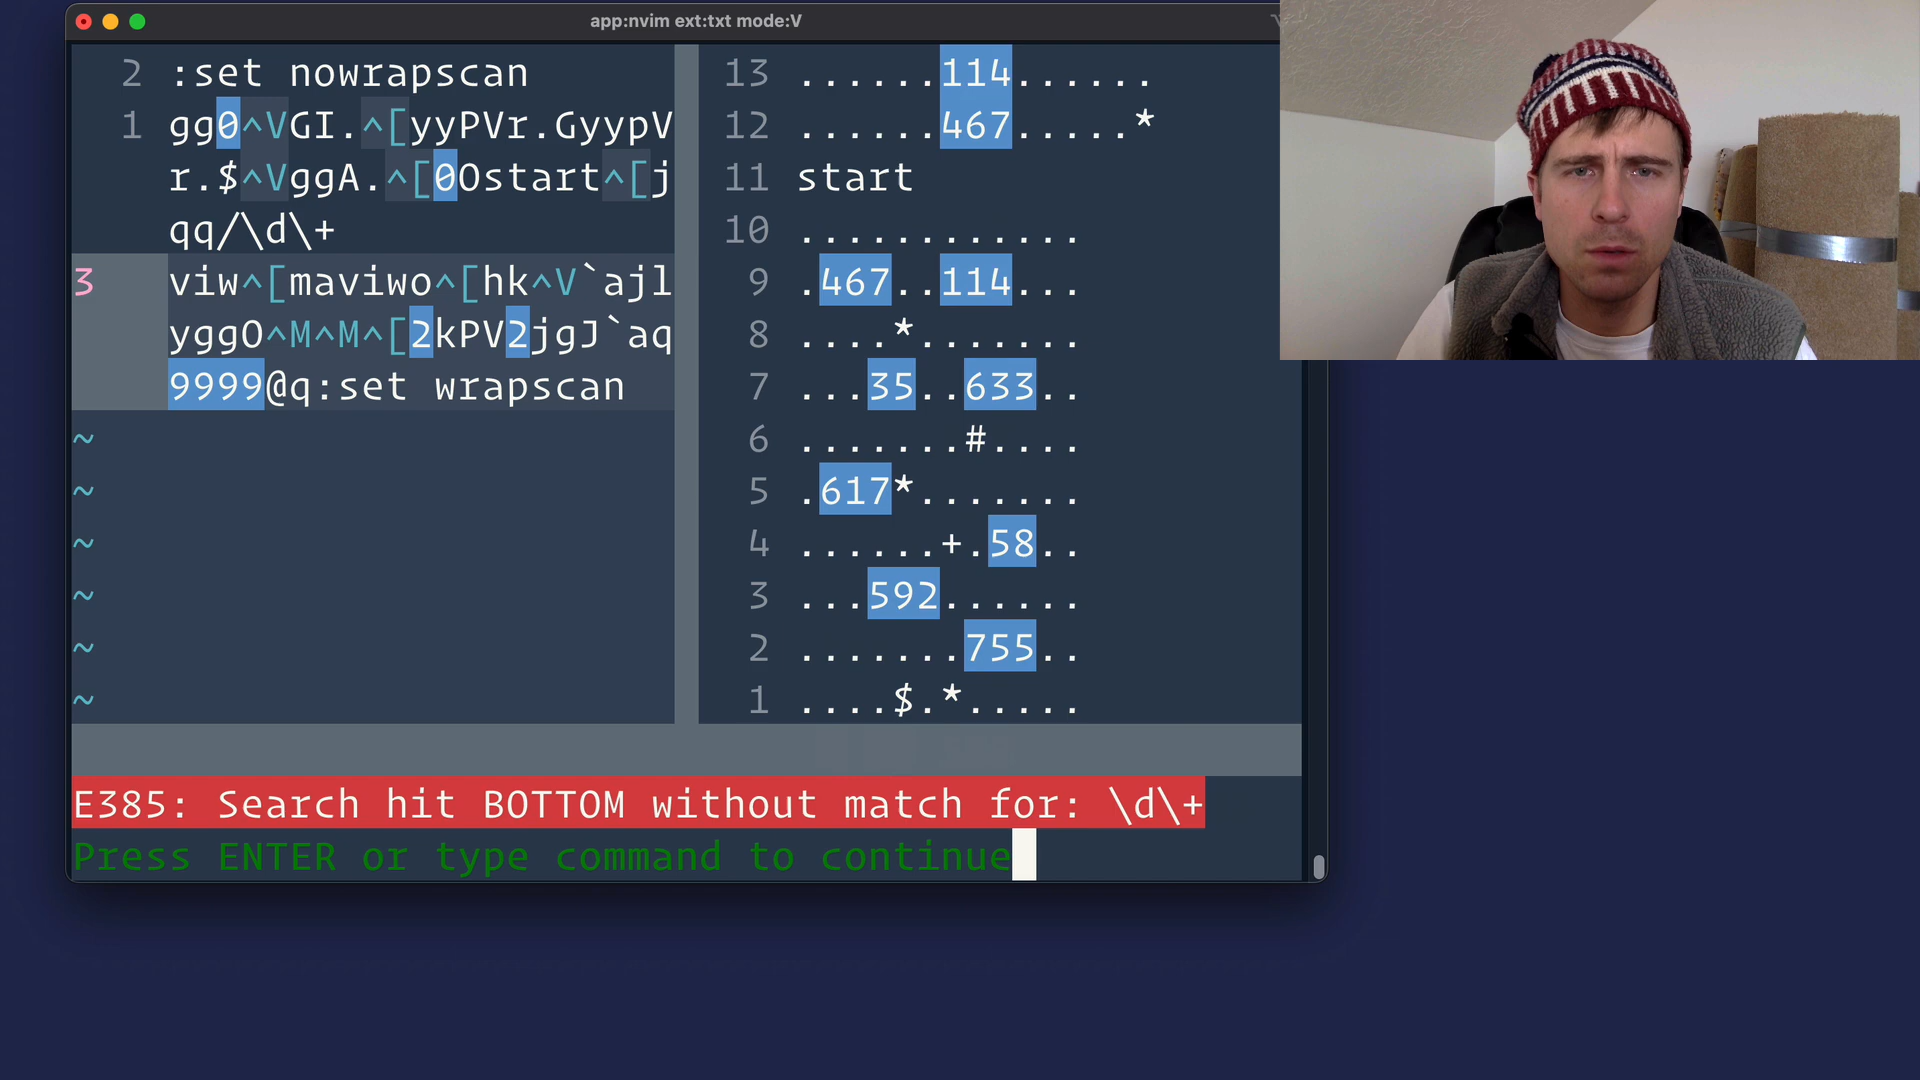 app:nvim ext:txt mode:V
2 :set nowrapscan
1 gg0^VGI.^[yyPVr.GyypV
r.$^VggA.^[0Ostart^[j
qq/\d\+
3 viw^[maviwo^[hk^V`ajl
yggO^M^M^[2kPV2jgJ`aq
9999@q:set wrapscan
~
~
~
~
~
~
13 ......114......
12 ......467.....*
11 start
10 ............
9 .467..114...
8 ....*.......
7 ...35..633..
6 .......#....
5 .617*.......
4 ......+.58..
3 ...592......
2 .......755..
1 ....$.*.....
E385: Search hit BOTTOM without match for: \d\+
Press ENTER or type command to continue